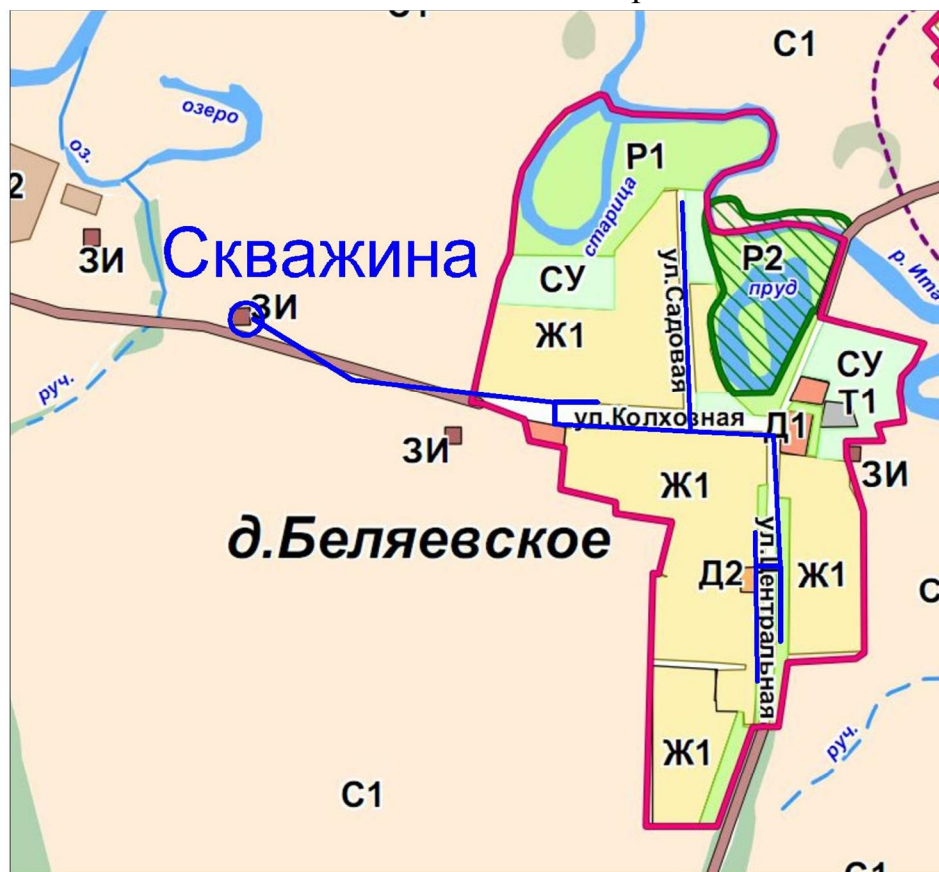 С1
озеро
оз.
Р1
2
старица
ЗИ
Скважина
ЗИ
СУ
ул.Садовая
Р2
пруд
Ж1
СУ
руч.
Т1
ул.Колхозная
Д1
ЗИ
ЗИ
Ж1
д.Беляевское
ул.Центральная
Д2
Ж1
руч.
Ж1
С1